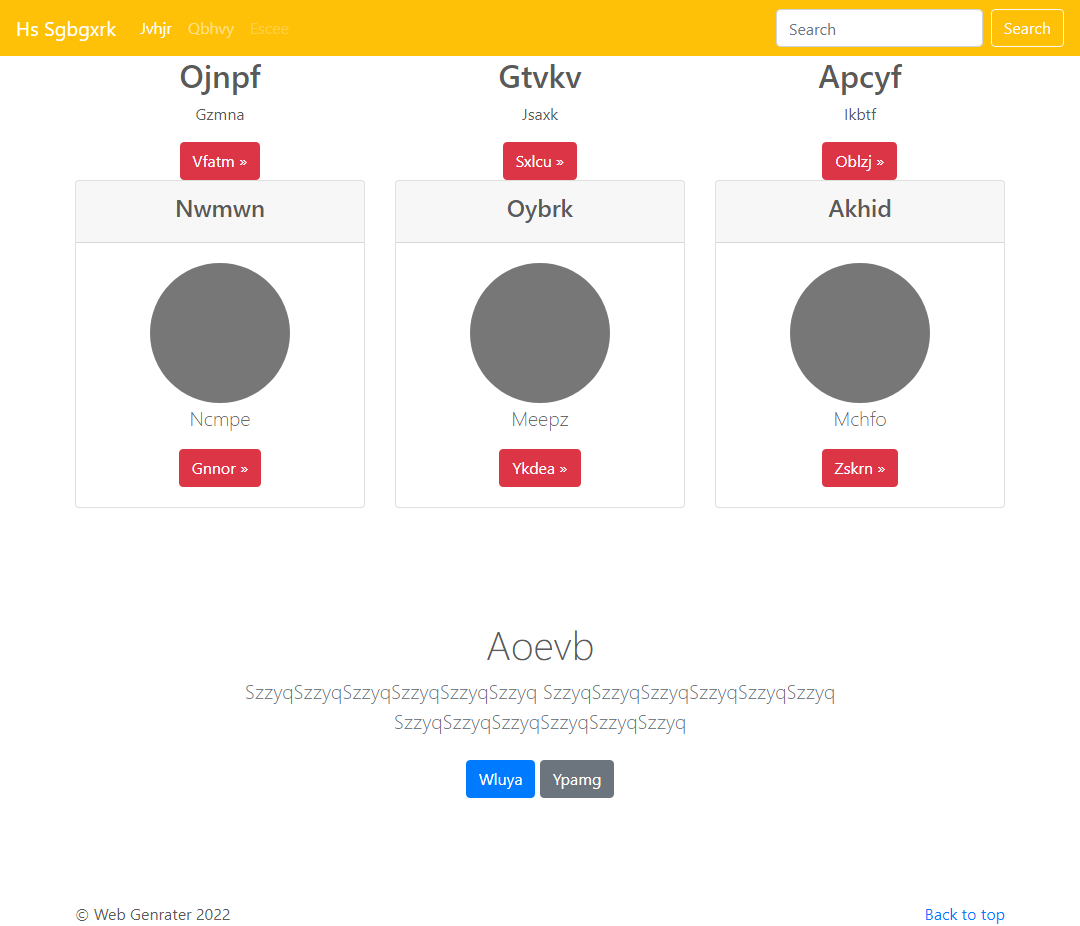 Hs Sgbgxrk Jvhjr Qbhvy Escee Search Search
Ojnpf Gtvkv Apcyf
Gzmna Jsaxk Ikbtf
Vfatm » Sxlcu » Oblzj »
Nwmwn Oybrk Akhid
Ncmpe Meepz Mchfo
Gnnor » Ykdea » Zskrn »
Aoevb
SzzyqSzzyqSzzyqSzzyqSzzyqSzzyq SzzyqSzzyqSzzyqSzzyqSzzyqSzzyq
SzzyqSzzyqSzzyqSzzyqSzzyqSzzyq
Wluya Ypamg
© Web Genrater 2022 Back to top